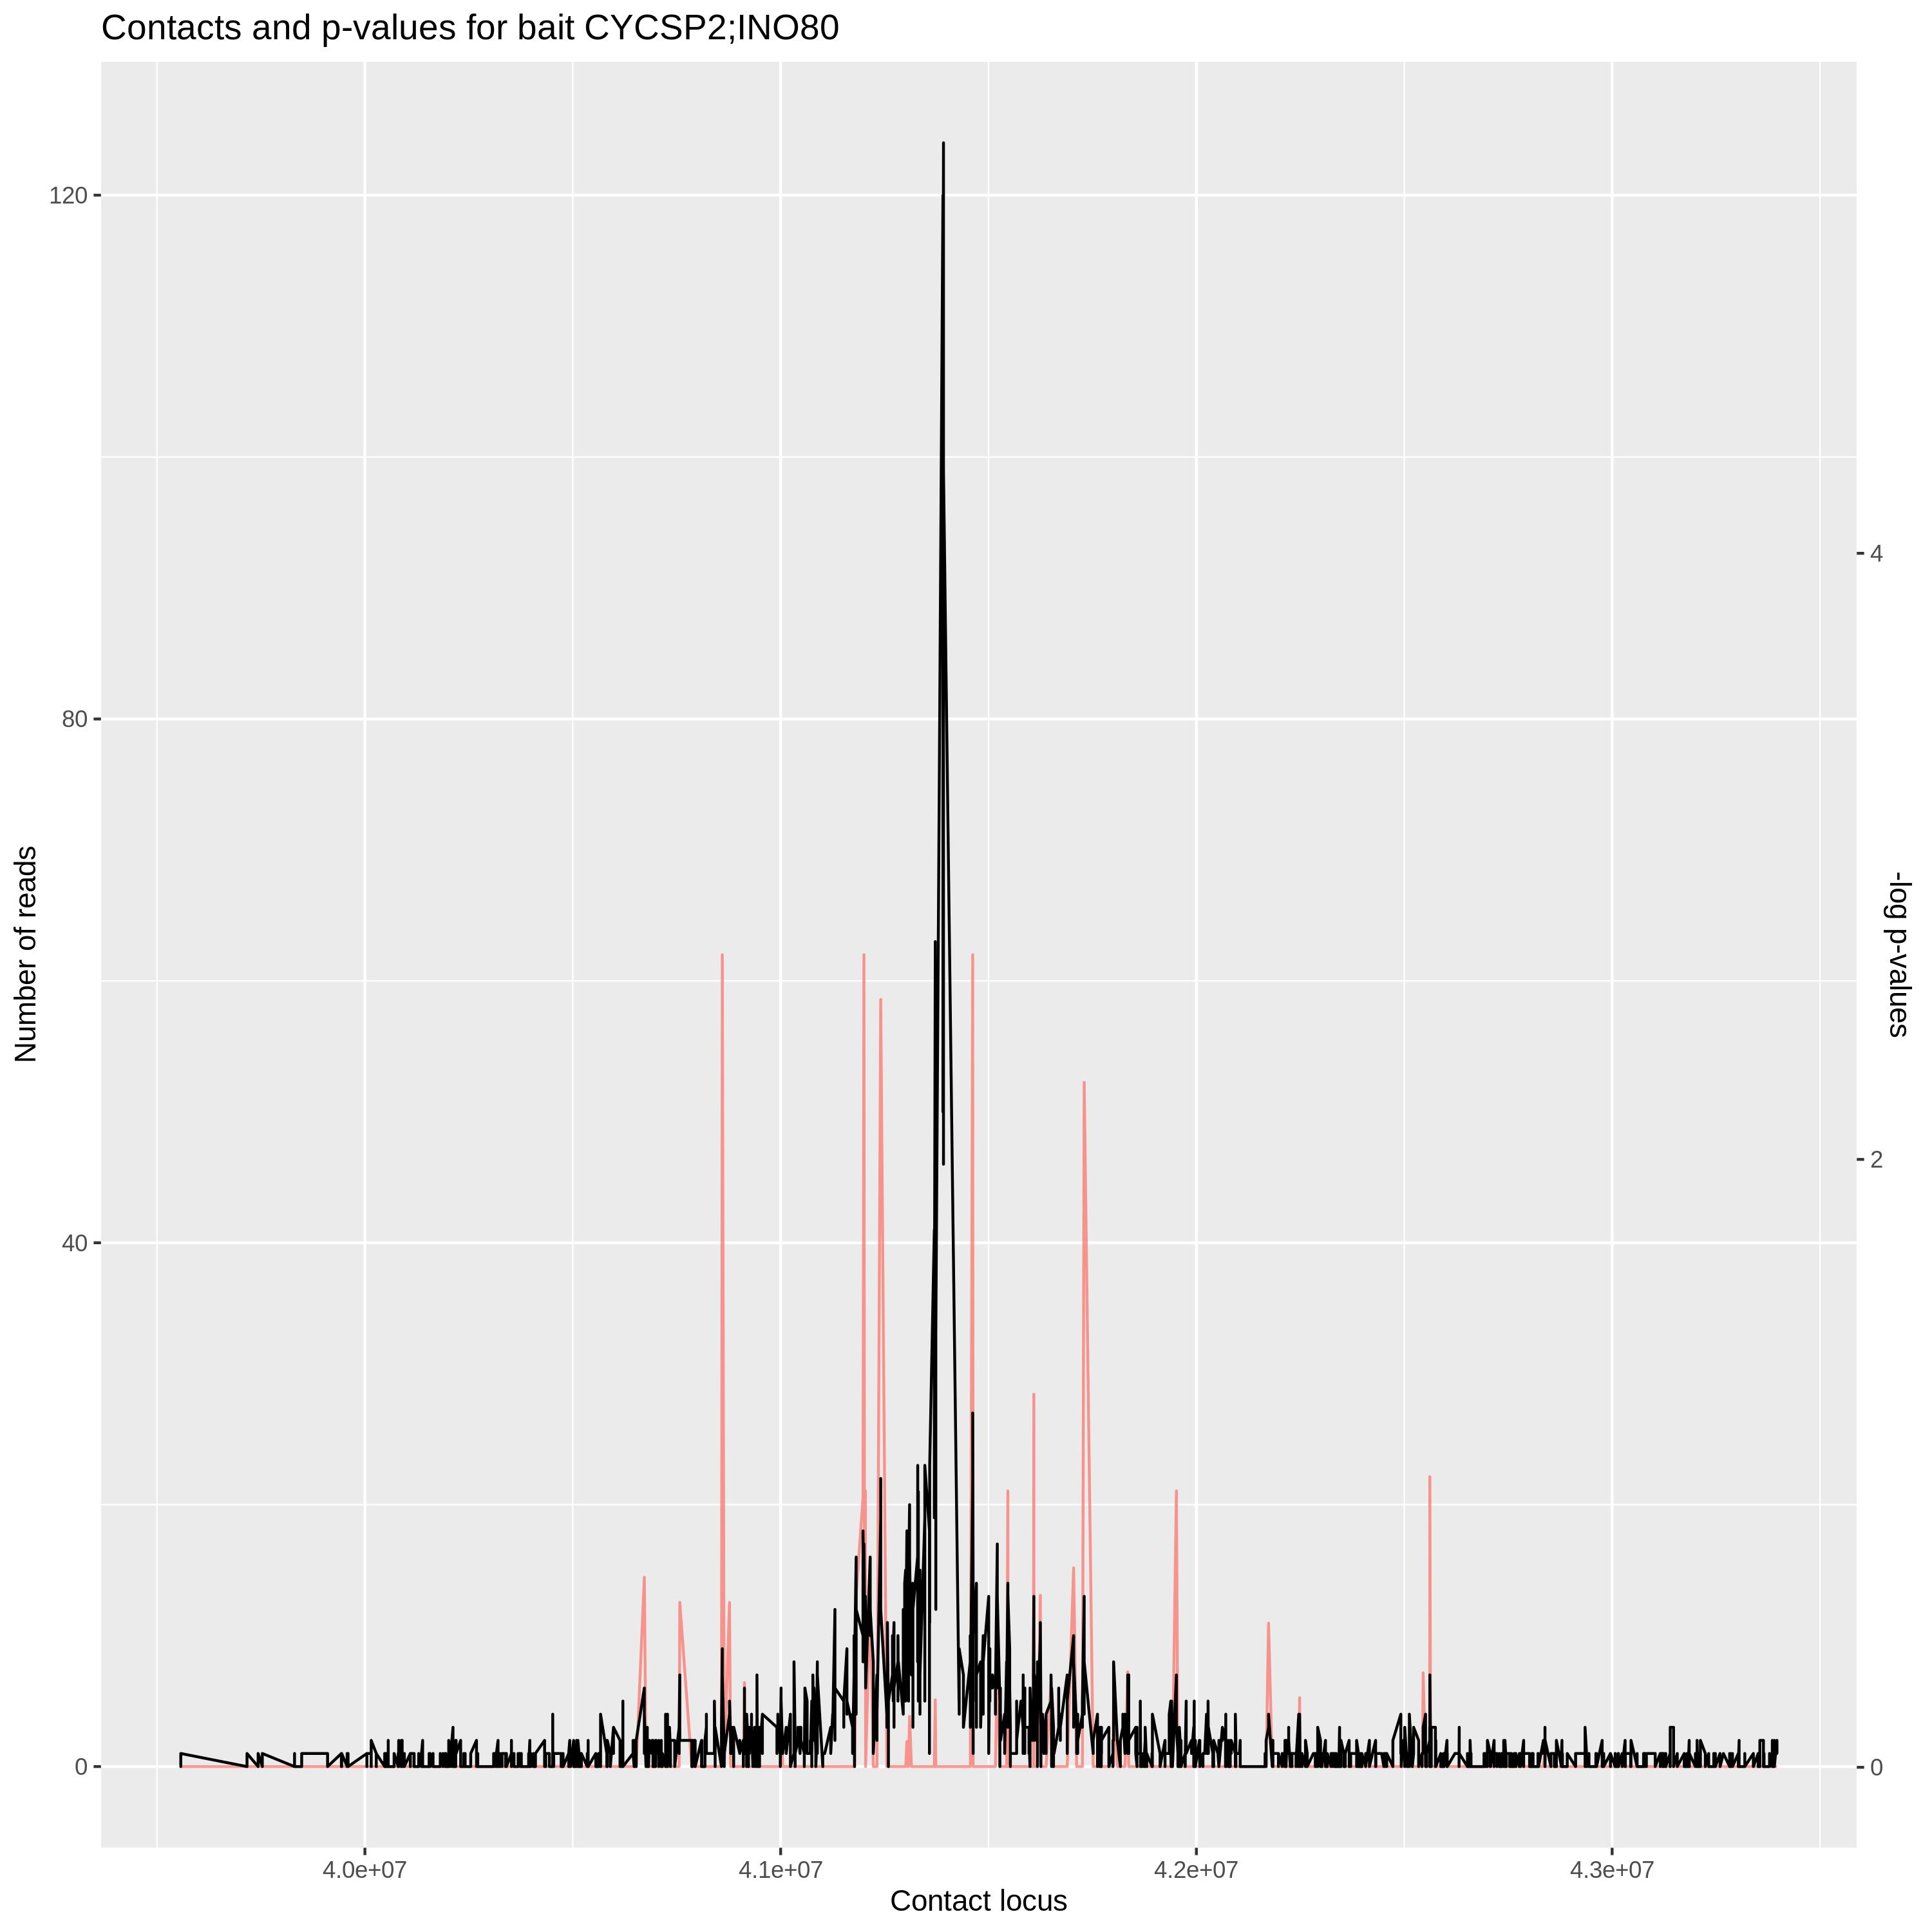 Contacts and p-values for bait CYCSP2;INO80
120
80
40
0
Number of reads
4
2
0
-log p-values
4.0e+07
4.1e+07
4.2e+07
4.3e+07
Contact locus